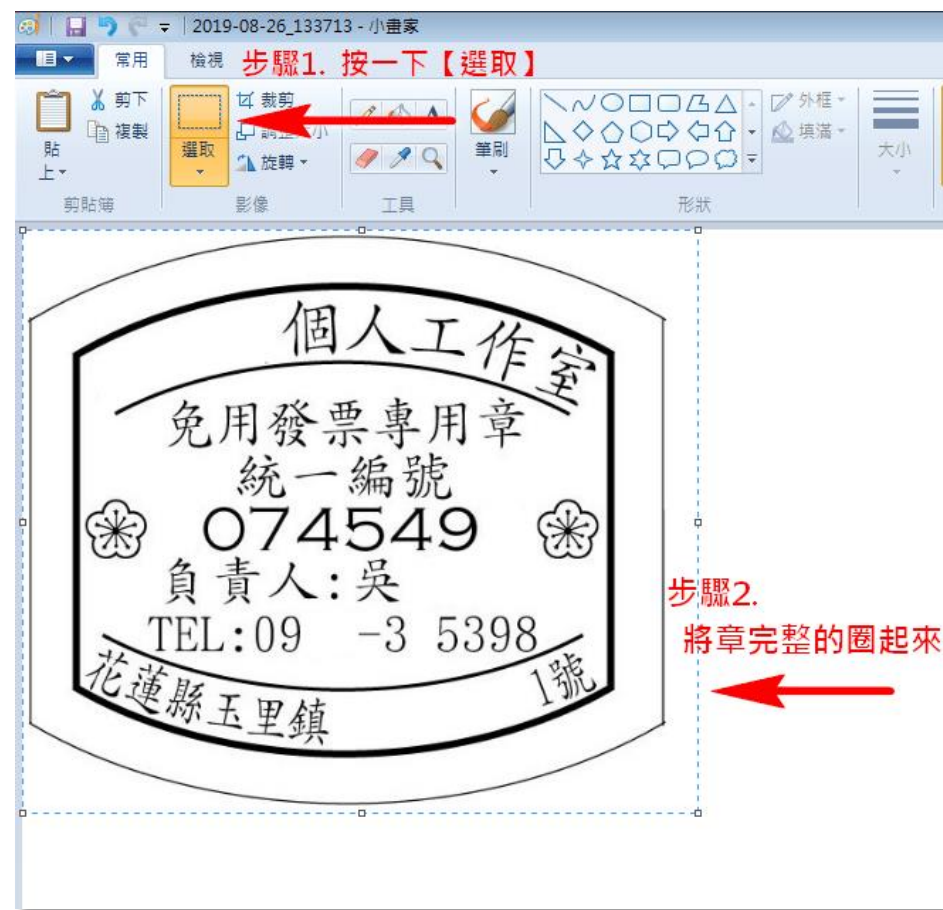 2019-08-26_133713 - 小畫家
常用 檢視 步驟1. 按一下【選取】
貼上
剪下
複製
剪貼簿
選取
裁剪
旋轉
影像
A
工具
筆刷
形狀
外框
填滿
大小
個人工作室
免用發票專用章
統一編號
074549
負責人:吳
TEL:09 -3 5398
花蓮縣玉里鎮 1號
步驟2.
將章完整的圈起來